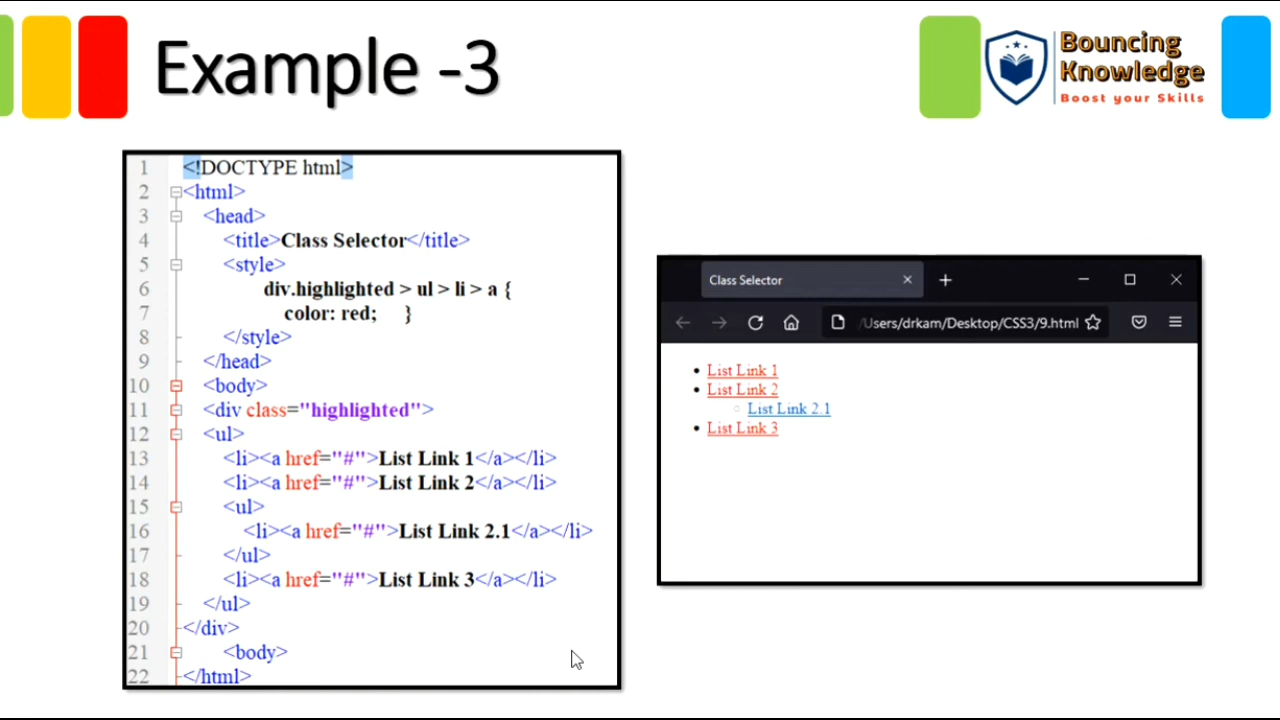 Example -3
Bouncing
Knowledge
Boost your Skills
1 <!DOCTYPE html>
2 <html>
3 <head>
4 <title>Class Selector</title>
5 <style>
6 div.highlighted > ul > li > a {
7 color: red; }
8 </style>
9 </head>
10 <body>
11 <div class="highlighted">
12 <ul>
13 <li><a href="#">List Link 1</a></li>
14 <li><a href="#">List Link 2</a></li>
15 <ul>
16 <li><a href="#">List Link 2.1</a></li>
17 </ul>
18 <li><a href="#">List Link 3</a></li>
19 </ul>
20 </div>
21 <body>
22 </html>
Class Selector
/Users/drkam/Desktop/CSS3/9.html
List Link 1
List Link 2
List Link 2.1
List Link 3